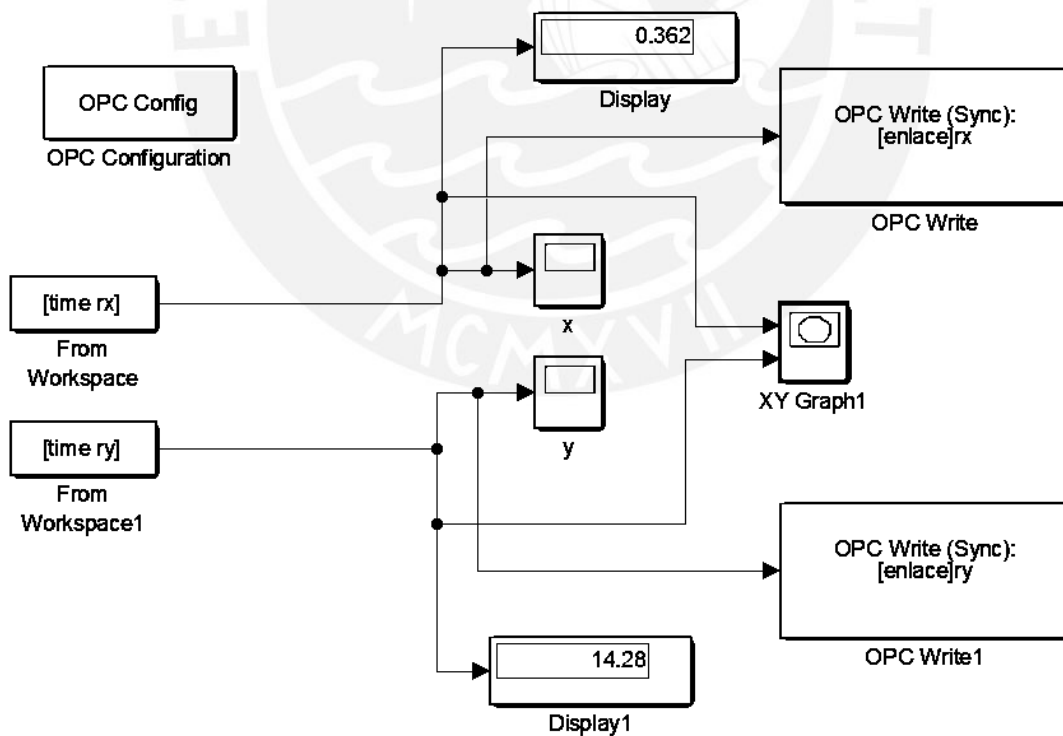 0.362
Display
OPC Config
OPC Configuration
OPC Write (Sync):
[enlace]rx
OPC Write
[time rx]
From
Workspace
x
MCMXVII
XY Graph1
[time ry]
From
Workspace1
y
OPC Write (Sync):
[enlace]ry
OPC Write1
14.28
Display1